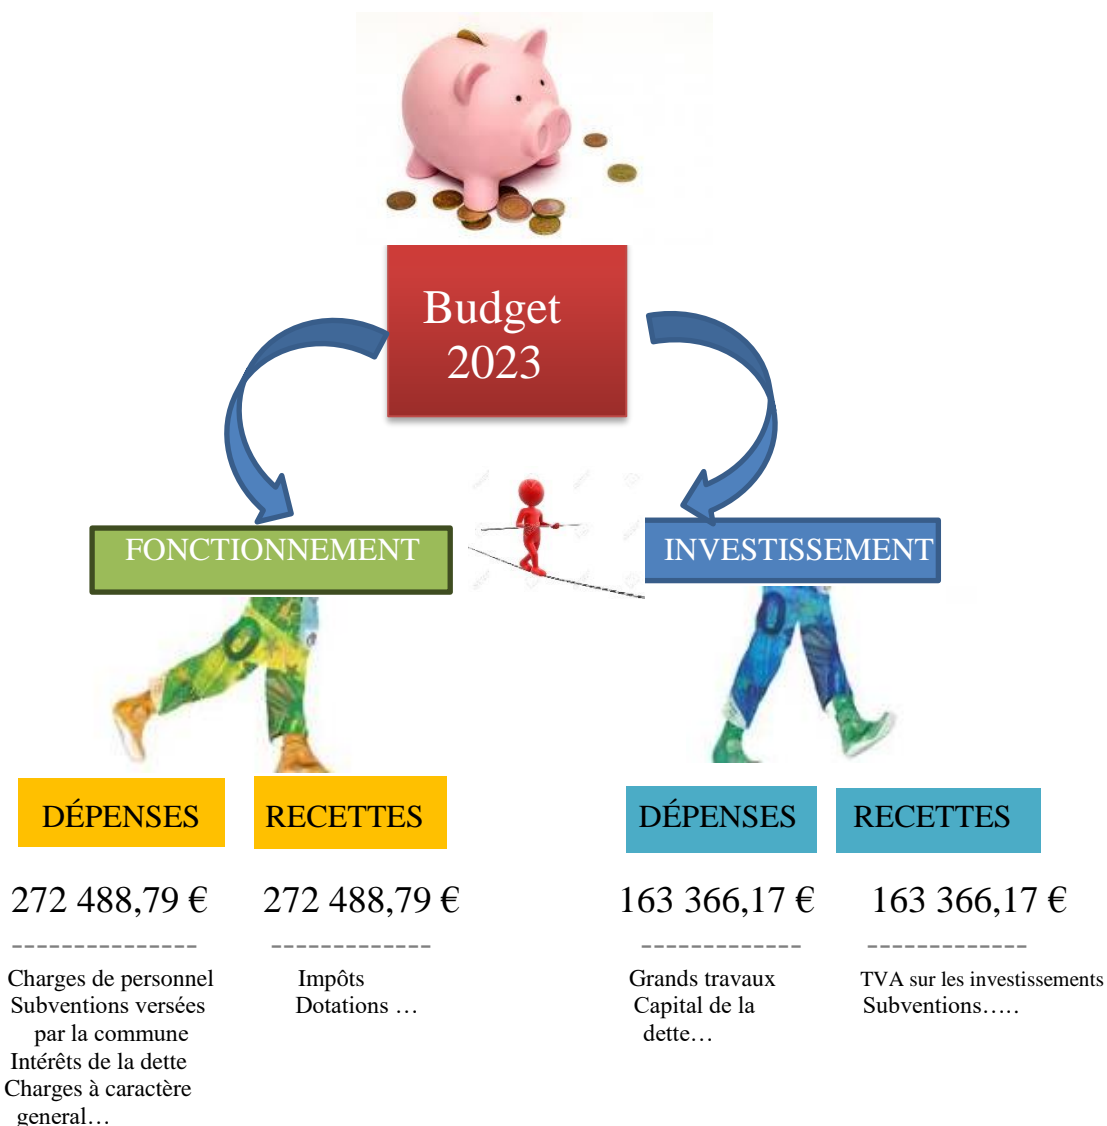 Budget
2023
FONCTIONNEMENT
INVESTISSEMENT
DÉPENSES
RECETTES
DÉPENSES
RECETTES
272 488,79 €
272 488,79 €
163 366,17 €
163 366,17 €
---------------
-------------
-------------
-------------
Charges de personnel
Subventions versées
par la commune
Intérêts de la dette
Charges à caractère
general…
Impôts
Dotations …
Grands travaux
Capital de la
dette…
TVA sur les investissements
Subventions…..